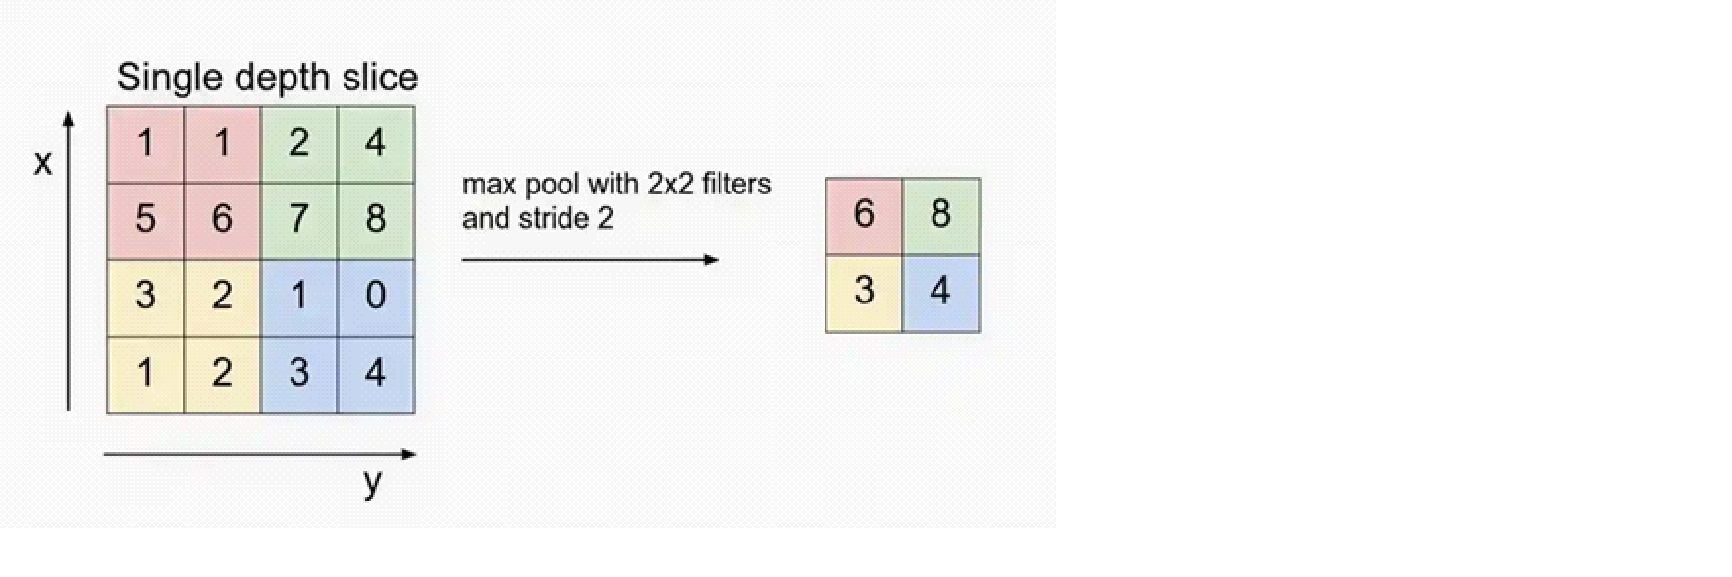 Single depth slice
x
1 1 2 4
5 6 7 8
3 2 1 0
1 2 3 4
y
max pool with 2x2 filters
and stride 2
6 8
3 4